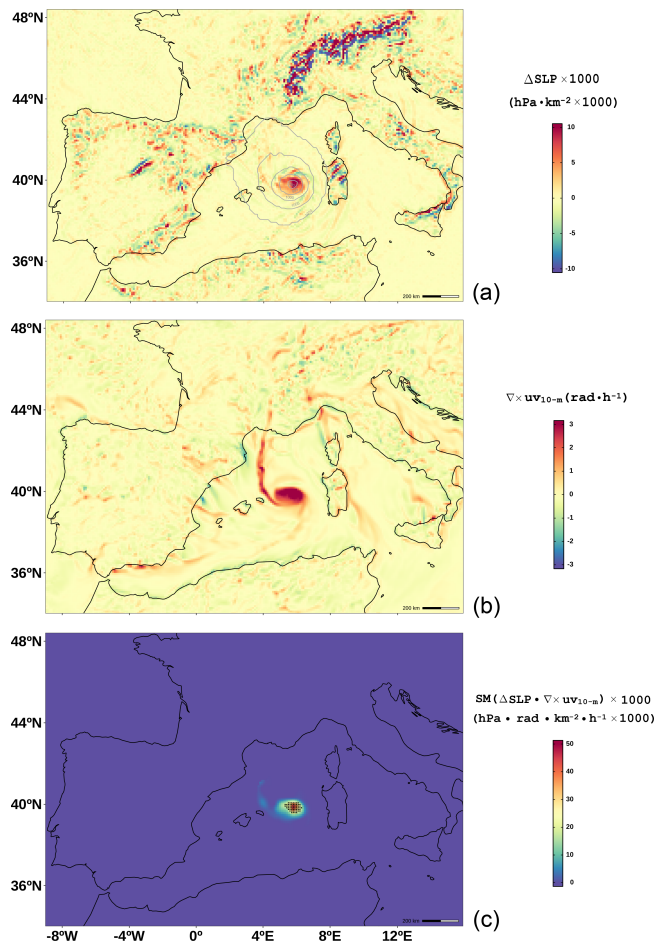 48ºN
44ºN
40ºN
36ºN
200 km
(a)
ΔSLP ×1000
(hPa•km⁻² ×1000)
10
5
0
-5
-10
48ºN
44ºN
40ºN
36ºN
200 km
(b)
∇×uv₁₀₋ₘ(rad•h⁻¹)
3
2
1
0
-1
-2
-3
48ºN
44ºN
40ºN
36ºN
-8ºW
-4ºW
0º
4ºE
8ºE
12ºE
200 km
(c)
SM(ΔSLP• ∇×uv₁₀₋ₘ) × 1000
(hPa • rad • km⁻²•h⁻¹ ×1000)
50
40
30
20
10
0